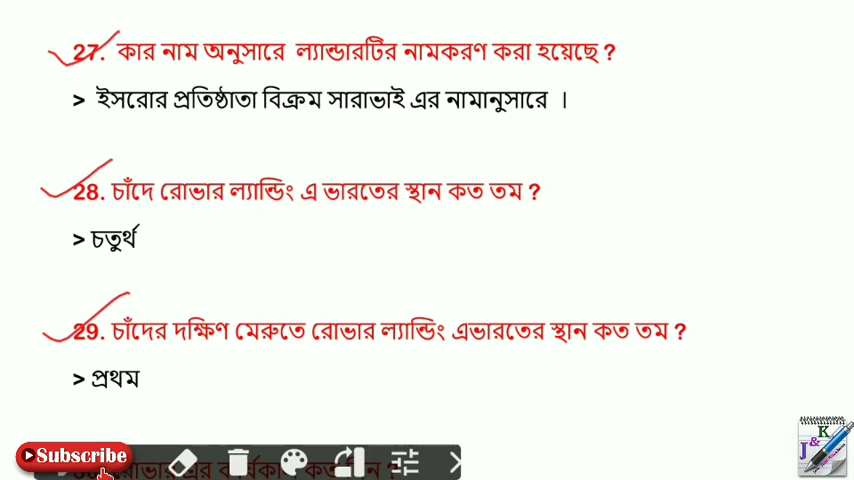 27. কার নাম অনুসারে ল্যান্ডারটির নামকরণ করা হয়েছে ?
> ইসরোর প্রতিষ্ঠাতা বিক্রম সারাভাই এর নামানুসারে ।
28. চাঁদে রোভার ল্যান্ডিং এ ভারতের স্থান কত তম ?
> চতুর্থ
29. চাঁদের দক্ষিণ মেরুতে রোভার ল্যান্ডিং এভারতের স্থান কত তম ?
> প্রথম
Subscribe
J&K